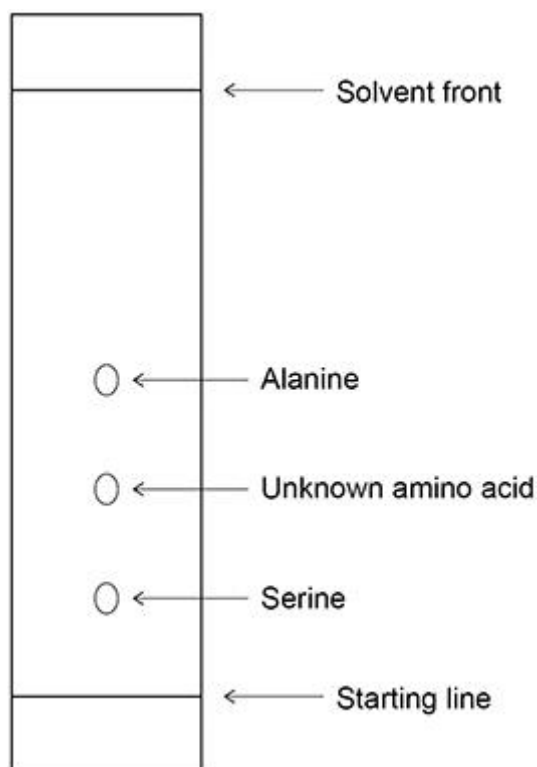 Solvent front
Alanine
Unknown amino acid
Serine
Starting line